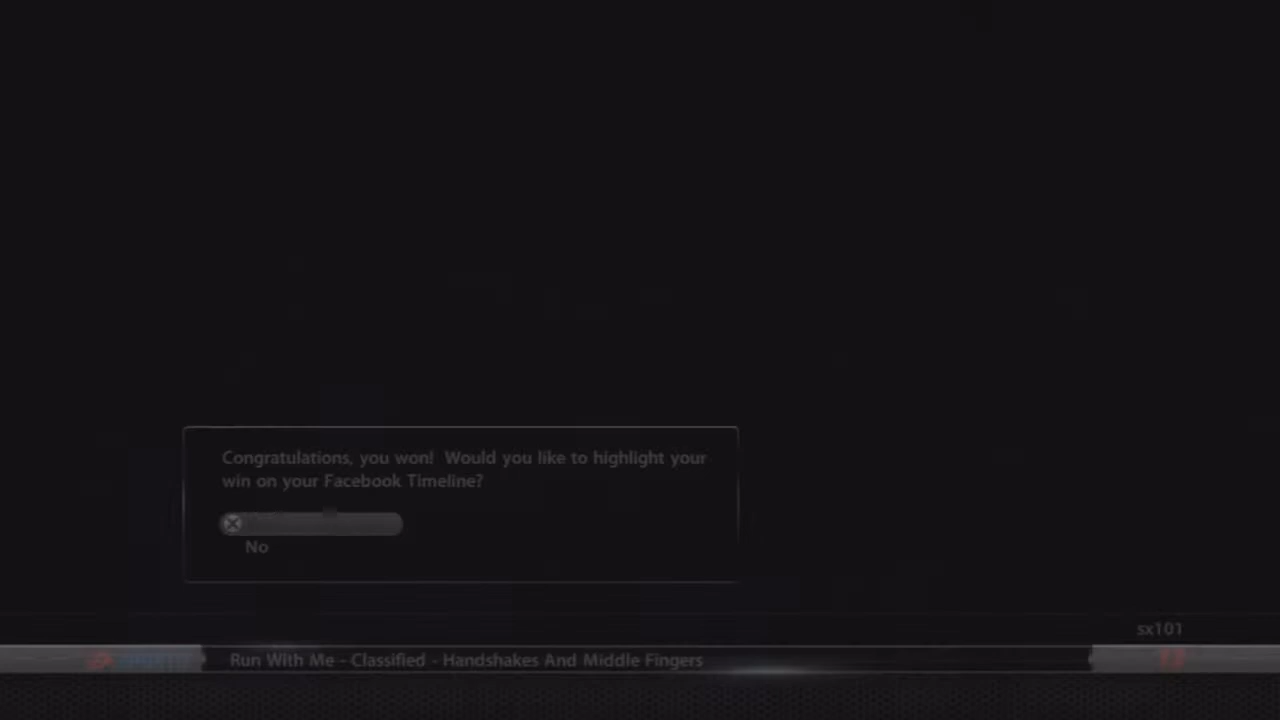 Congratulations, you won!  Would you like to highlight your
win on your Facebook Timeline?
No
sx101
Run With Me - Classified - Handshakes And Middle Fingers